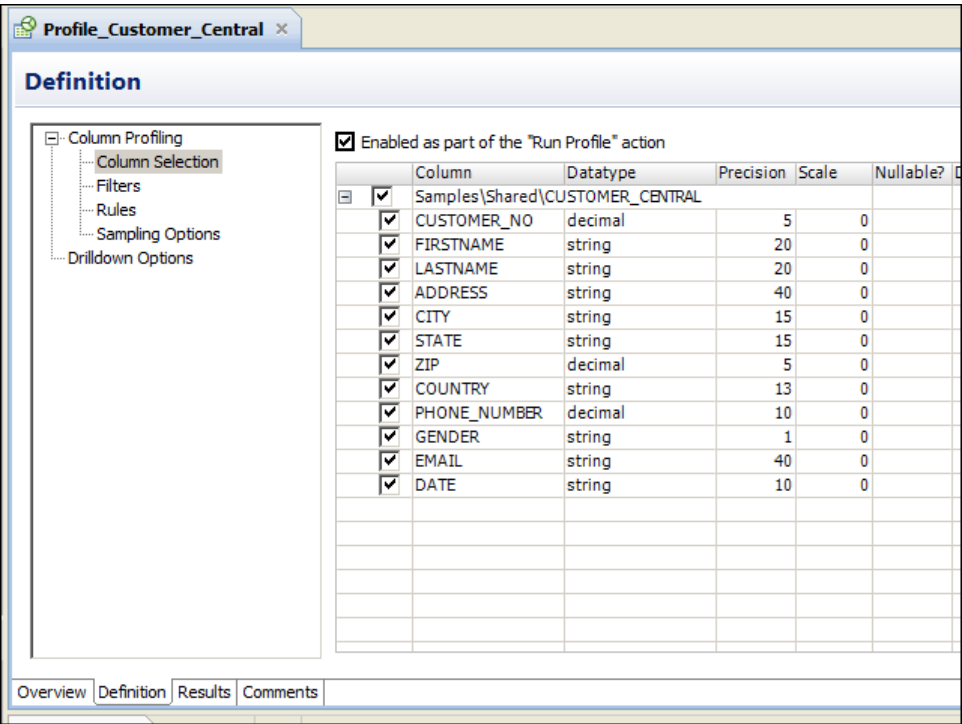 Profile_Customer_Central
Definition
Column Profiling
Column Selection
Filters
Rules
Sampling Options
Drilldown Options
Enabled as part of the "Run Profile" action
Column Datatype Precision Scale Nullable? D
Samples\Shared\CUSTOMER_CENTRAL
CUSTOMER_NO decimal 5 0
FIRSTNAME string 20 0
LASTNAME string 20 0
ADDRESS string 40 0
CITY string 15 0
STATE string 15 0
ZIP decimal 5 0
COUNTRY string 13 0
PHONE_NUMBER decimal 10 0
GENDER string 1 0
EMAIL string 40 0
DATE string 10 0
Overview Definition Results Comments